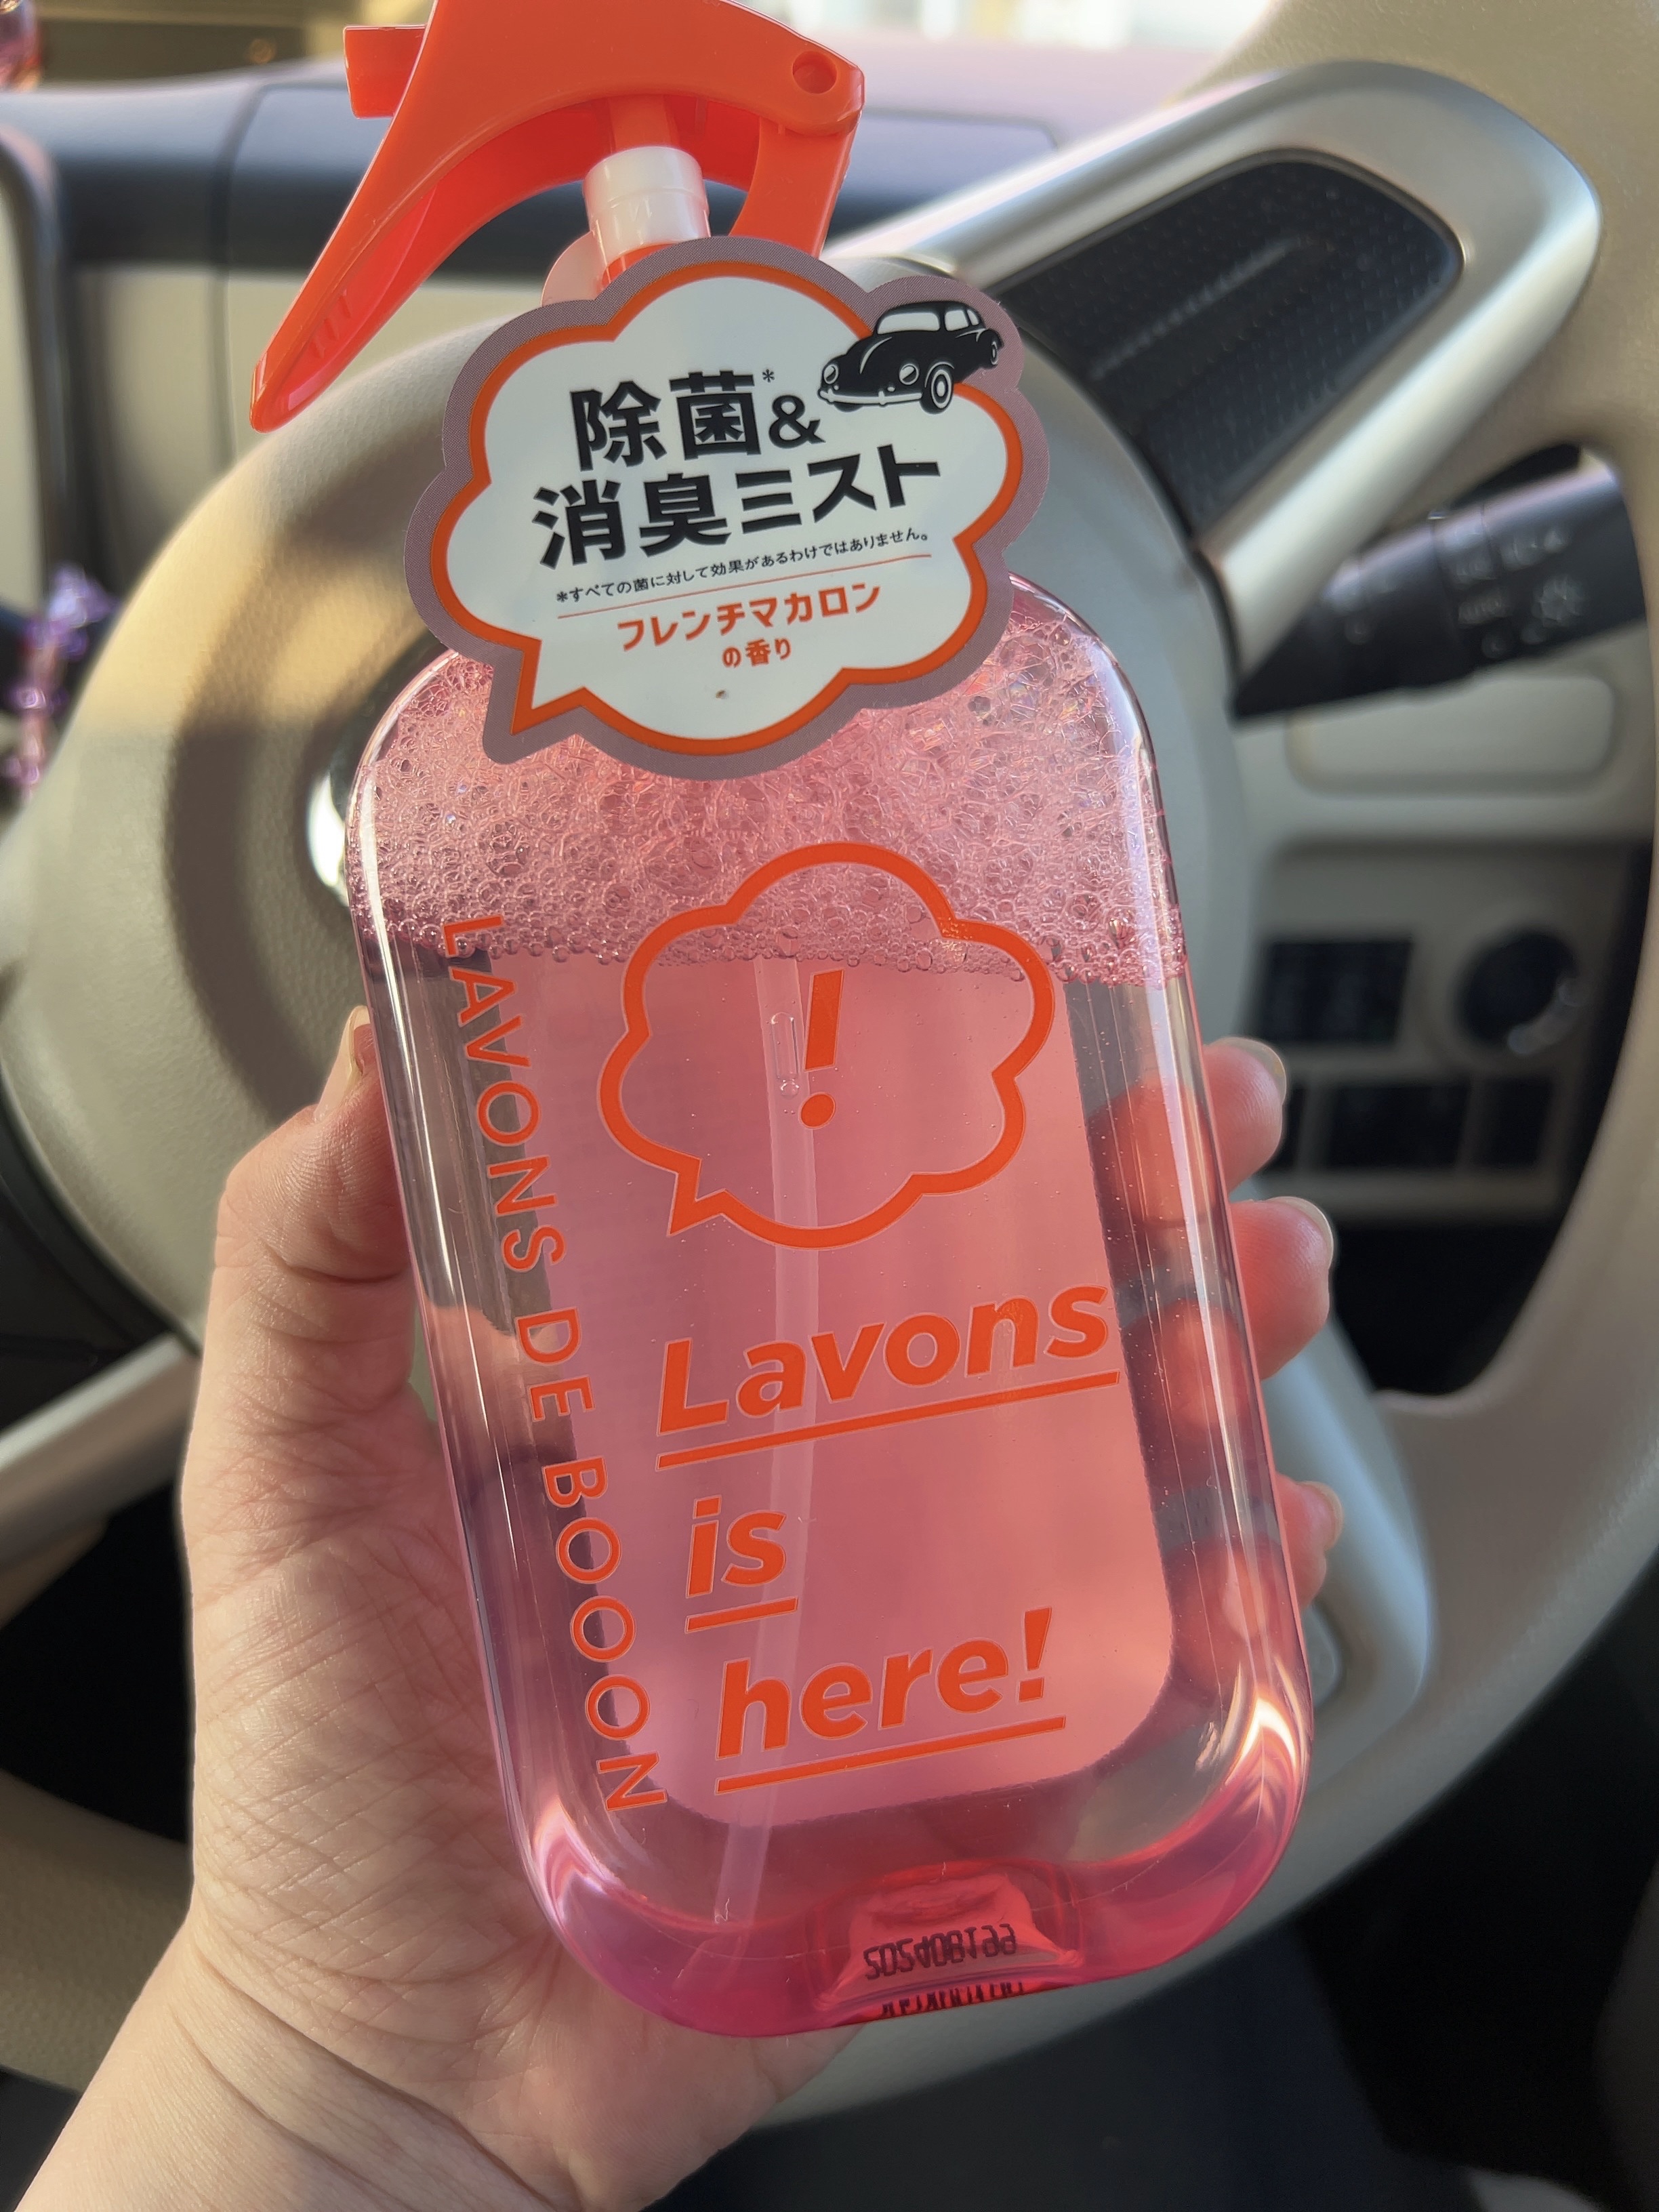 除菌*&
消臭ミスト
*すべての菌に対して効果があるわけではありません。
フレンチマカロン
の香り
!
LAVONS DE BOOOON
Lavons
is
here!